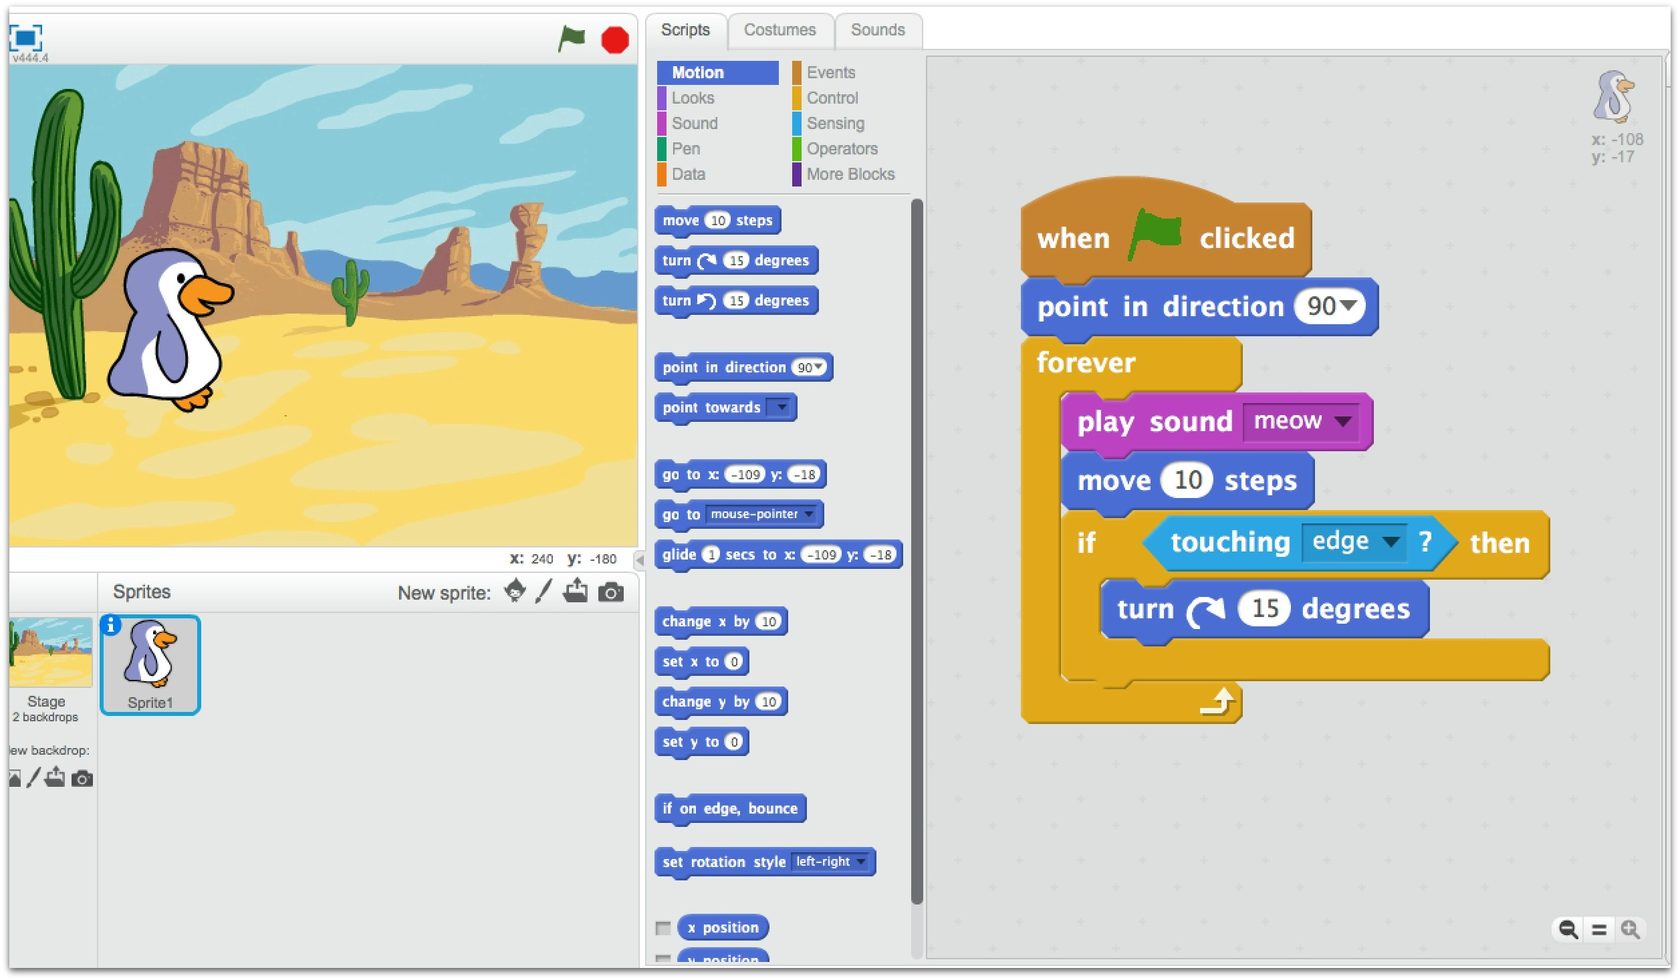 v444.4
x: 240 y: -180
Sprites
New sprite:
Sprite1
Stage
2 backdrops
ew backdrop:
Scripts
Costumes
Sounds
Motion
Looks
Sound
Pen
Data
Events
Control
Sensing
Operators
More Blocks
move 10 steps
turn 15 degrees
turn 15 degrees
point in direction 90
point towards
go to x: -109 y: -18
go to mouse-pointer
glide 1 secs to x: -109 y: -18
change x by 10
set x to 0
change y by 10
set y to 0
if on edge, bounce
set rotation style left-right
x position
y position
when clicked
point in direction 90
forever
play sound meow
move 10 steps
if touching edge ? then
turn 15 degrees
x: -108
y: -17